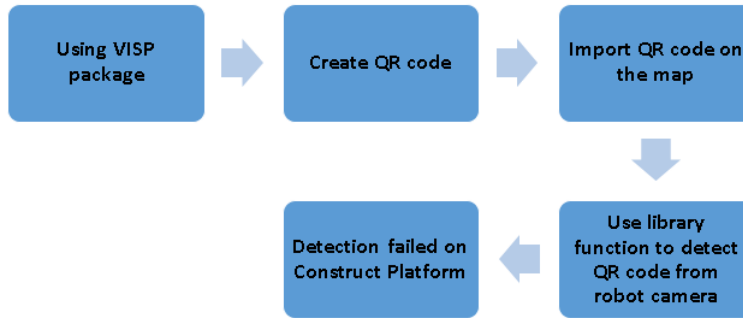 Using VISP
package
Create QR code
Import QR code on
the map
Use library
function to detect
QR code from
robot camera
Detection failed on
Construct Platform